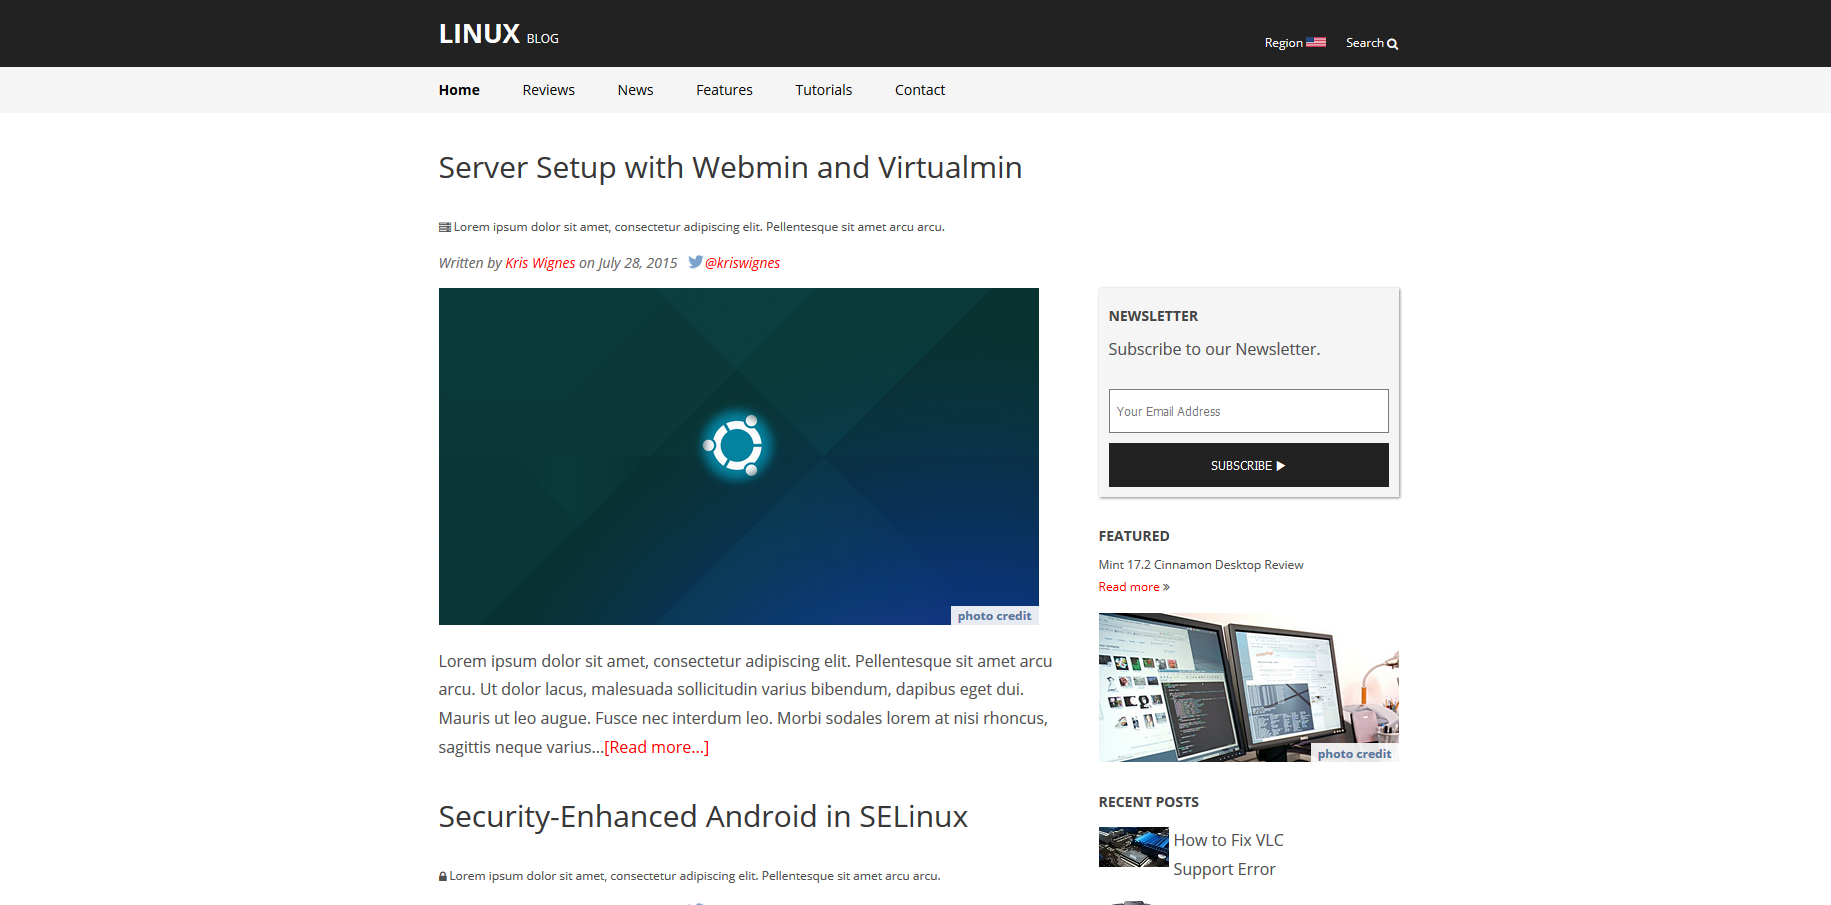 LINUX BLOG
Region
Search
Home Reviews News Features Tutorials Contact
Server Setup with Webmin and Virtualmin
Lorem ipsum dolor sit amet, consectetur adipiscing elit. Pellentesque sit amet arcu arcu.
Written by Kris Wignes on July 28, 2015 @kriswignes
photo credit
Lorem ipsum dolor sit amet, consectetur adipiscing elit. Pellentesque sit amet arcu
arcu. Ut dolor lacus, malesuada sollicitudin varius bibendum, dapibus eget dui.
Mauris ut leo augue. Fusce nec interdum leo. Morbi sodales lorem at nisi rhoncus,
sagittis neque varius...[Read more...]
Security-Enhanced Android in SELinux
Lorem ipsum dolor sit amet, consectetur adipiscing elit. Pellentesque sit amet arcu arcu.
NEWSLETTER
Subscribe to our Newsletter.
Your Email Address
SUBSCRIBE
FEATURED
Mint 17.2 Cinnamon Desktop Review
Read more »
photo credit
RECENT POSTS
How to Fix VLC
Support Error